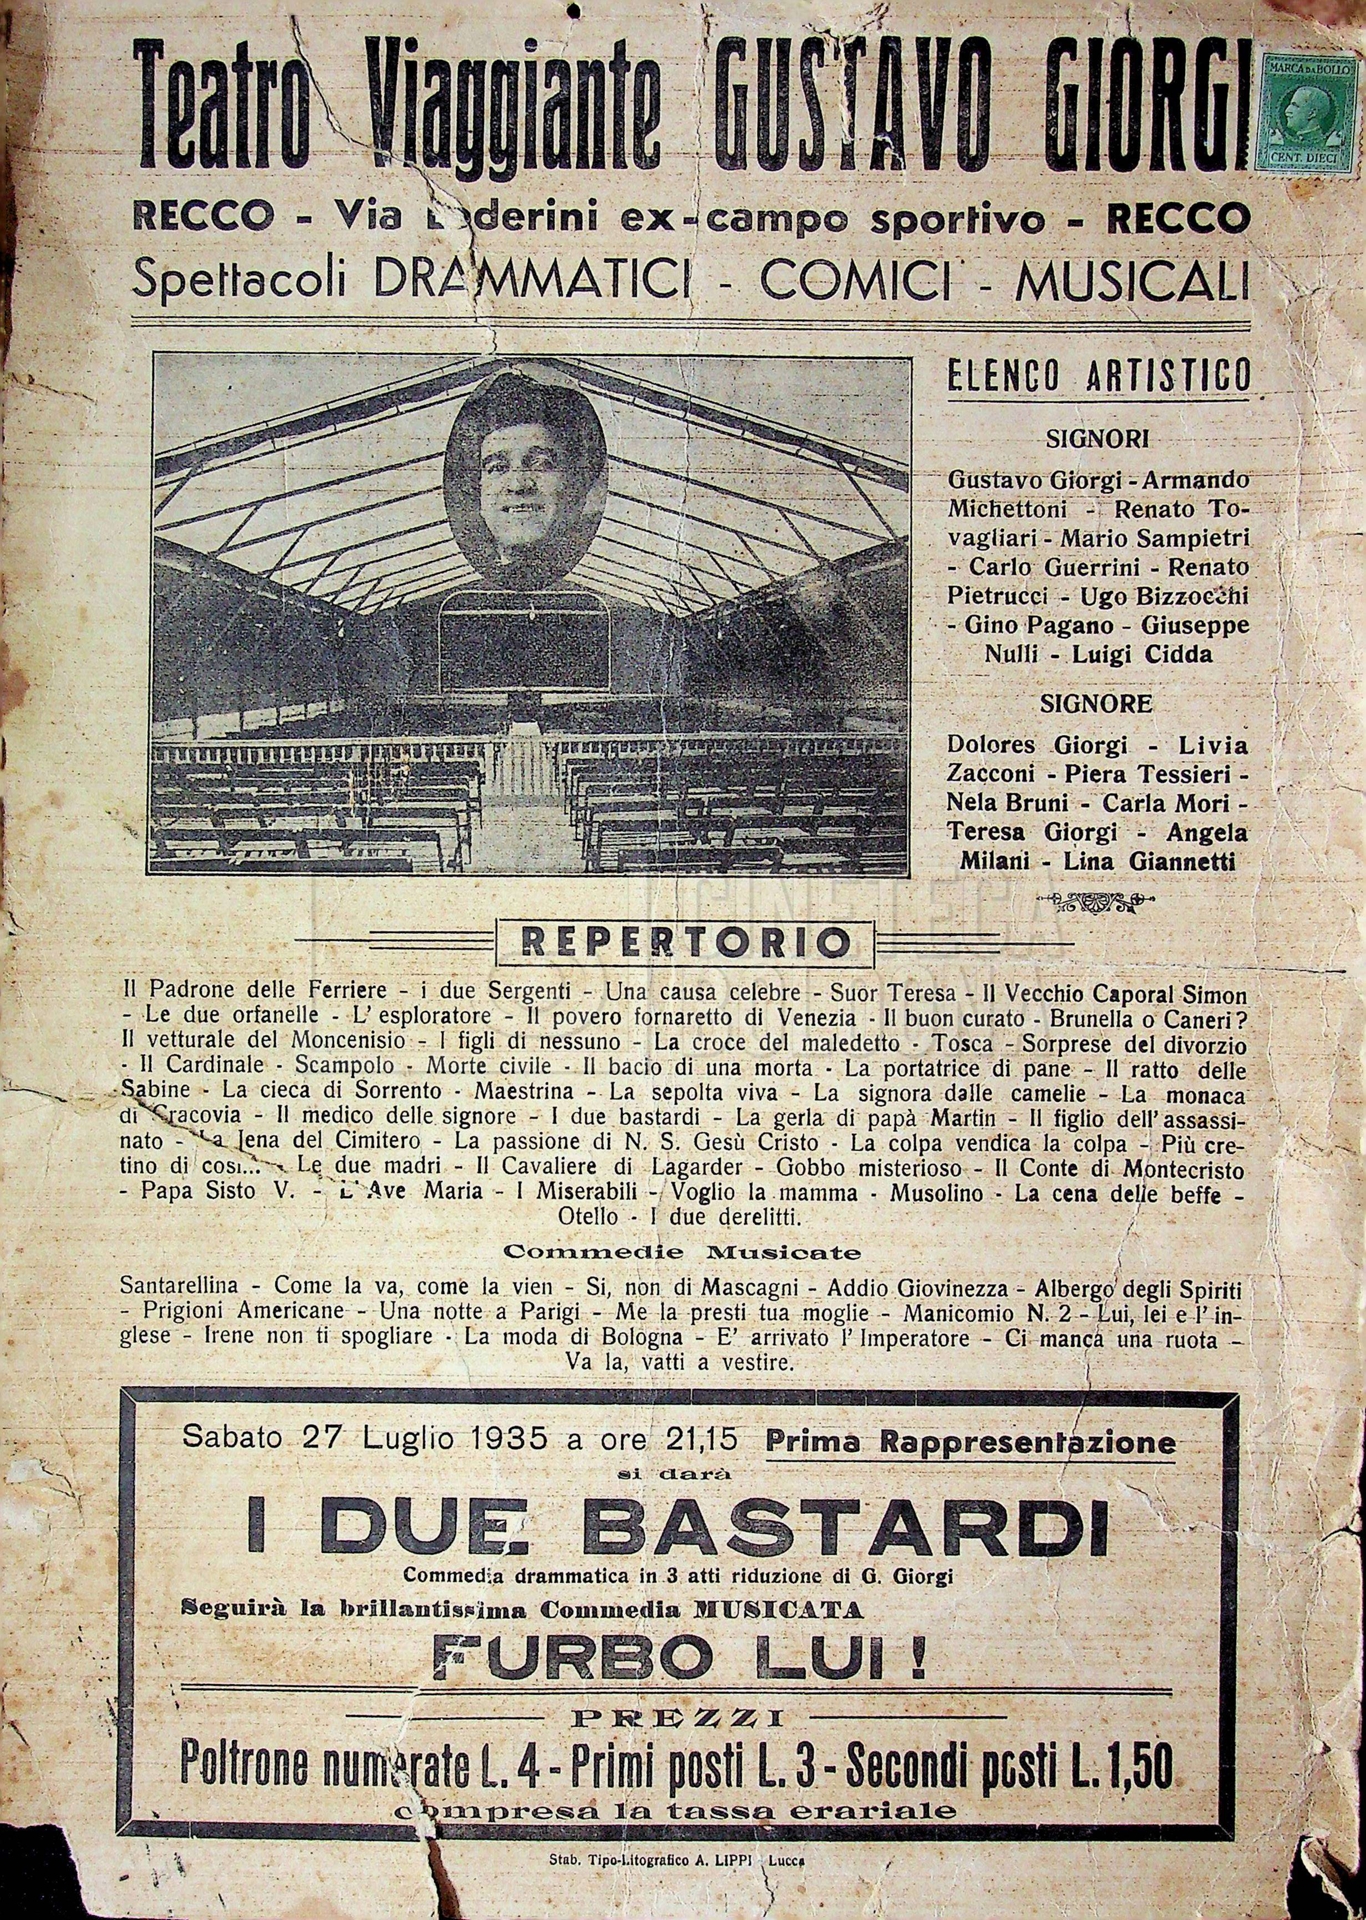 Teatro Viaggiante GUSTAVO GIORGI
MARCA DA BOLLO
CENT. DIECI
RECCO - Via ederini ex-campo sportivo - RECCO
Spettacoli DRAMMATICI - COMICI - MUSICALI
ELENCO ARTISTICO
SIGNORI
Gustavo Giorgi - Armando
Michettoni - Renato To-
vagliari - Mario Sampietri
- Carlo Guerrini - Renato
Pietrucci - Ugo Bizzocchi
- Gino Pagano - Giuseppe
Nulli - Luigi Cidda
SIGNORE
Dolores Giorgi - Livia
Zacconi - Piera Tessieri -
Nela Bruni - Carla Mori -
Teresa Giorgi - Angela
Milani - Lina Giannetti
CINETECA
REPERTORIO
Il Padrone delle Ferriere - i due Sergenti - Una causa celebre - Suor Teresa - Il Vecchio Caporal Simon
- Le due orfanelle - L' esploratore - Il povero fornaretto di Venezia - Il buon curato - Brunella o Caneri?
Il vetturale del Moncenisio - I figli di nessuno - La croce del maledetto - Tosca - Sorprese del divorzio
- Il Cardinale - Scampolo - Morte civile - Il bacio di una morta - La portatrice di pane - Il ratto delle
Sabine - La cieca di Sorrento - Maestrina - La sepolta viva - La signora dalle camelie - La monaca
di Cracovia - Il medico delle signore - I due bastardi - La gerla di papà Martin - Il figlio dell'assassi-
nato - La Jena del Cimitero - La passione di N. S. Gesù Cristo - La colpa vendica la colpa - Più cre-
tino di così... - Le due madri - Il Cavaliere di Lagarder - Gobbo misterioso - Il Conte di Montecristo
- Papa Sisto V. - L'Ave Maria - I Miserabili - Voglio la mamma - Musolino - La cena delle beffe -
Otello - I due derelitti.
Commedie Musicate
Santarellina - Come la va, come la vien - Si, non di Mascagni - Addio Giovinezza - Albergo degli Spiriti
- Prigioni Americane - Una notte a Parigi - Me la presti tua moglie - Manicomio N. 2 - Lui, lei e l'in-
glese - Irene non ti spogliare - La moda di Bologna - E' arrivato l'Imperatore - Ci manca una ruota -
Va la, vatti a vestire.
Sabato 27 Luglio 1935 a ore 21,15 Prima Rappresentazione
si darà
I DUE BASTARDI
Commedia drammatica in 3 atti riduzione di G. Giorgi
Seguirà la brillantissima Commedia MUSICATA
FURBO LUI!
PREZZI
Poltrone numerate L. 4 - Primi posti L. 3 - Secondi posti L. 1,50
compresa la tassa erariale
Stab. Tipo-Litografico A. LIPPI - Lucca